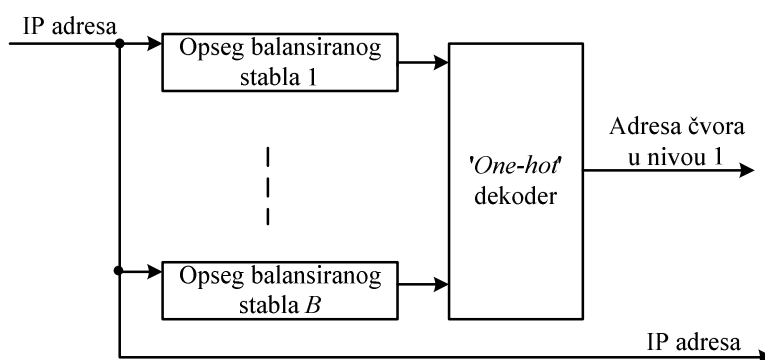 IP adresa
Opseg balansiranog
stabla 1
'One-hot'
dekoder
Adresa čvora
u nivou 1
Opseg balansiranog
stabla B
IP adresa